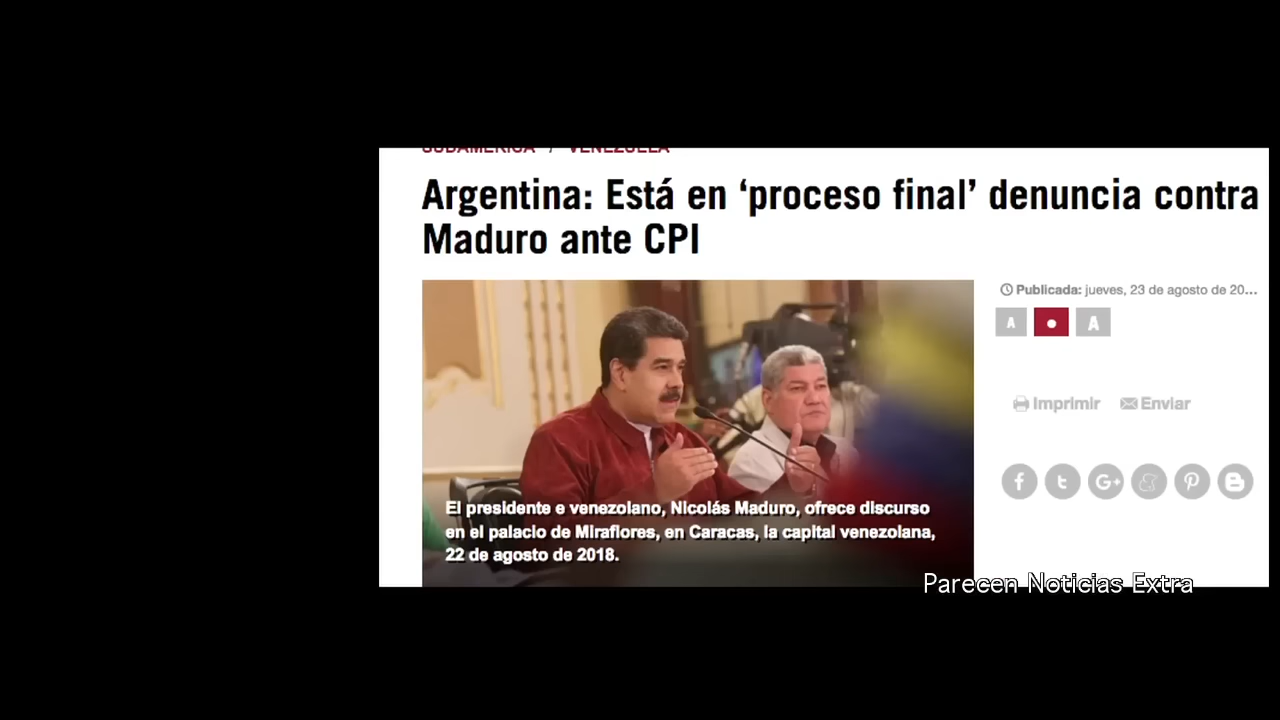 SUDAMÉRICA / VENEZUELA
Argentina: Está en ‘proceso final’ denuncia contra
Maduro ante CPI
Publicada: jueves, 23 de agosto de 20...
A A
Imprimir Enviar
El presidente e venezolano, Nicolás Maduro, ofrece discurso
en el palacio de Miraflores, en Caracas, la capital venezolana,
22 de agosto de 2018.
Parecen Noticias Extra